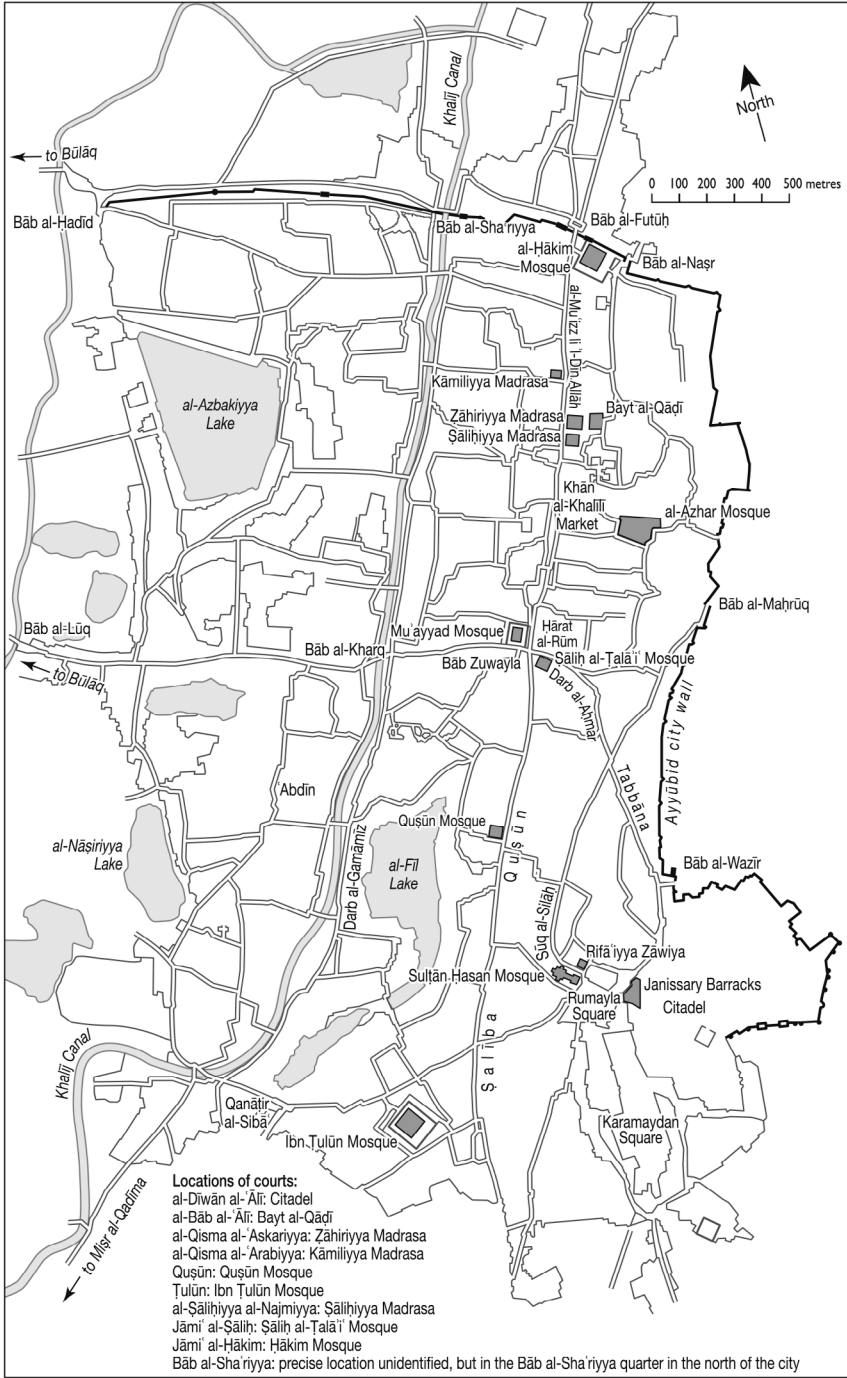 Khalīj Canal
North
to Būlāq
0 100 200 300 400 500 metres
Bāb al-Ḥadīd
Bāb al-Shaʿriyya
Bāb al-Futūḥ
al-Ḥākim
Mosque
Bāb al-Naṣr
al-Muʿizz li ʾl-Dīn Allāh
Kāmiliyya Madrasa
al-Azbakiyya
Lake
Ẓāhiriyya Madrasa
Bayt al-Qāḍī
Ṣāliḥiyya Madrasa
Khān
al-Khalīlī
Market
al-Azhar Mosque
Bāb al-Maḥrūq
Bāb al-Lūq
Muʾayyad Mosque
Ḥārat
al-Rūm
Bāb al-Kharq
Bāb Zuwayla
Ṣāliḥ al-Ṭalāʾiʿ Mosque
to Būlāq
Darb al-Aḥmar
Ayyūbid city wall
Tabbāna
ʿAbdīn
Quṣūn Mosque
Quṣūn
al-Nāṣiriyya
Lake
al-Fīl
Lake
Darb al-Gamāmīz
Bāb al-Wazīr
Sūq al-Silāḥ
Rifāʿiyya Zāwiya
Sulṭān Ḥasan Mosque
Janissary Barracks
Citadel
Rumayla
Square
Ṣalība
Khalīj Canal
Qanāṭir
al-Sibāʿ
Karamaydan
Square
Ibn Ṭulūn Mosque
to Miṣr al-Qadīma
Locations of courts:
al-Dīwān al-ʿĀlī: Citadel
al-Bāb al-ʿĀlī: Bayt al-Qāḍī
al-Qisma al-ʿAskariyya: Ẓāhiriyya Madrasa
al-Qisma al-ʿArabiyya: Kāmiliyya Madrasa
Quṣūn: Quṣūn Mosque
Ṭulūn: Ibn Ṭulūn Mosque
al-Ṣāliḥiyya al-Najmiyya: Ṣāliḥiyya Madrasa
Jāmiʿ al-Ṣāliḥ: Ṣāliḥ al-Ṭalāʾiʿ Mosque
Jāmiʿ al-Ḥākim: Ḥākim Mosque
Bāb al-Shaʿriyya: precise location unidentified, but in the Bāb al-Shaʿriyya quarter in the north of the city